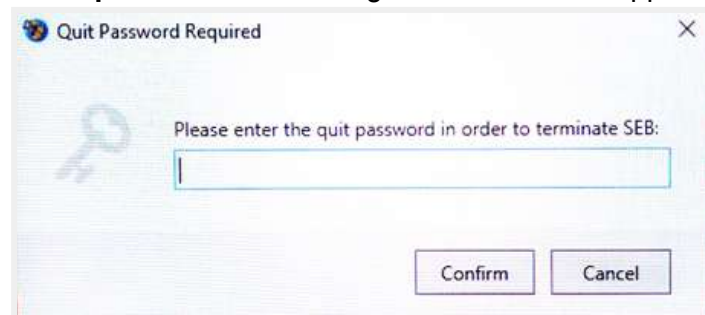 Quit Password Required
Please enter the quit password in order to terminate SEB:
Confirm
Cancel